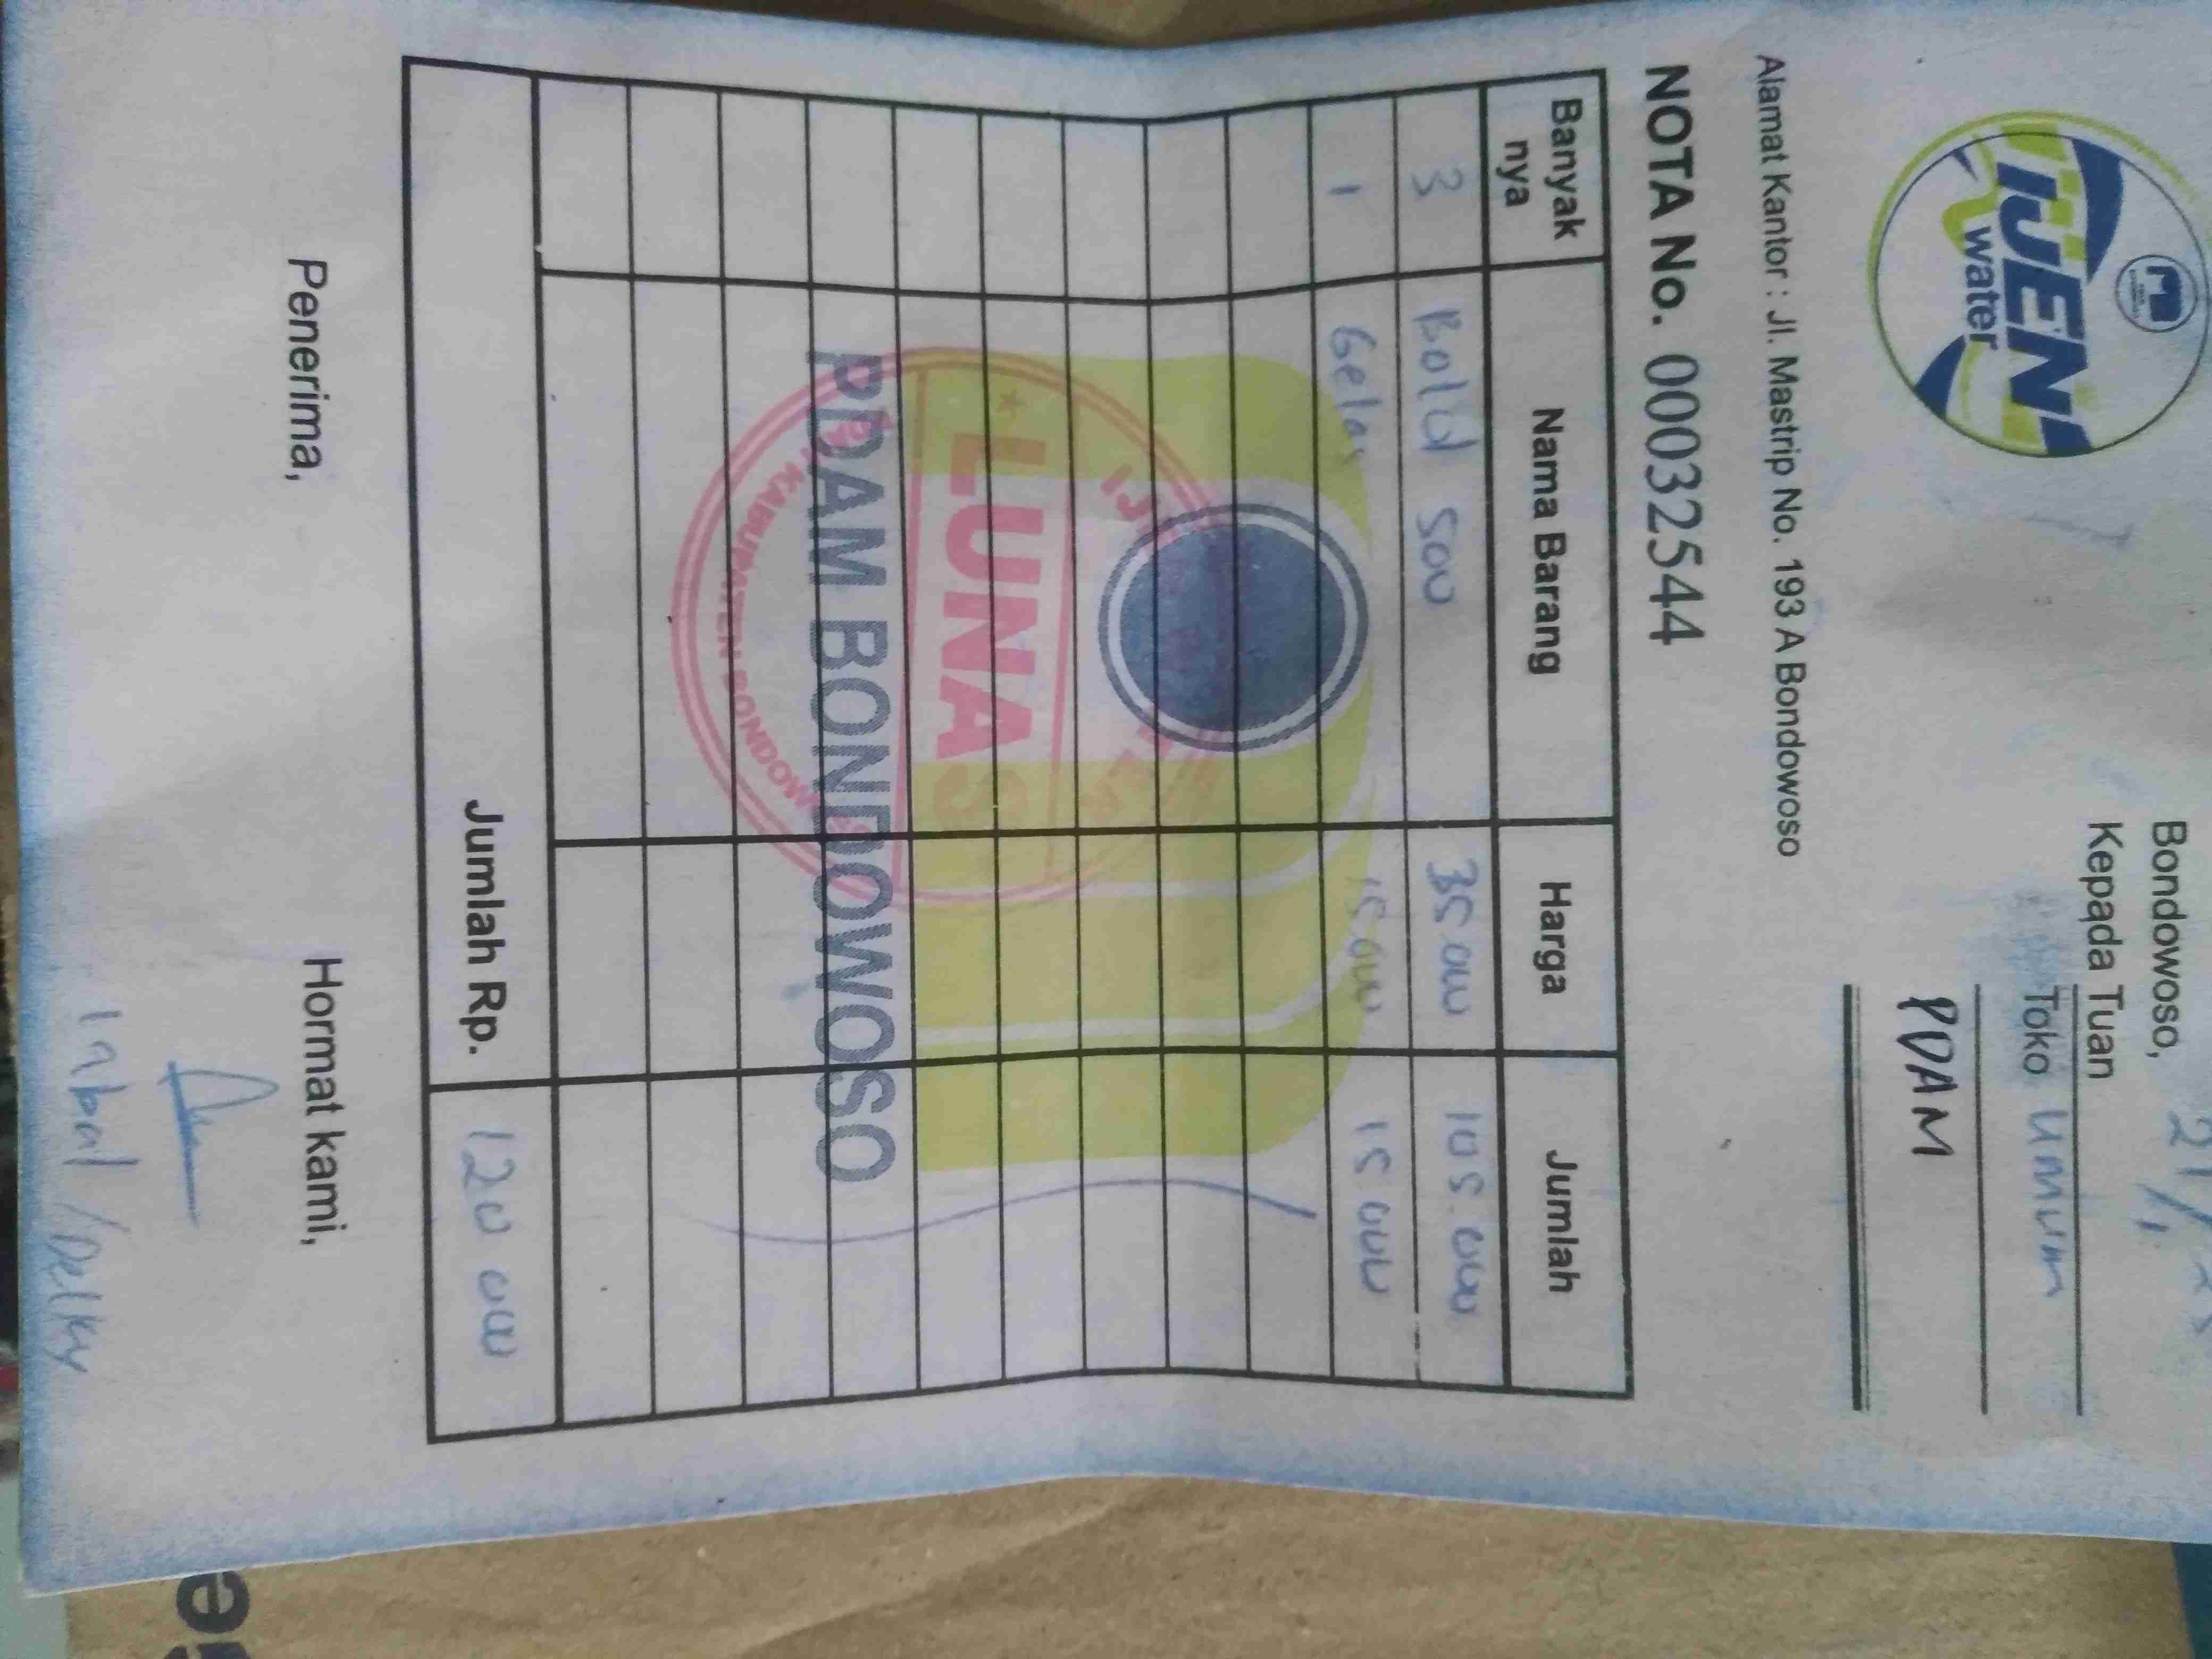 IJEN
water
Bondowoso, 21/
Kepada Tuan
Toko umum
PDAM
Alamat Kantor : Jl. Mastrip No. 193 A Bondowoso
NOTA No. 00032544
Banyak nya Nama Barang Harga Jumlah
3 Botol 500 35 000 105.000
1 Gelas 15.000 15 000
LUNAS
KABUPATEN BONDOWOSO
PDAM BONDOWOSO
Jumlah Rp. 120 000
Penerima, Hormat kami,
Iqbal / Delky